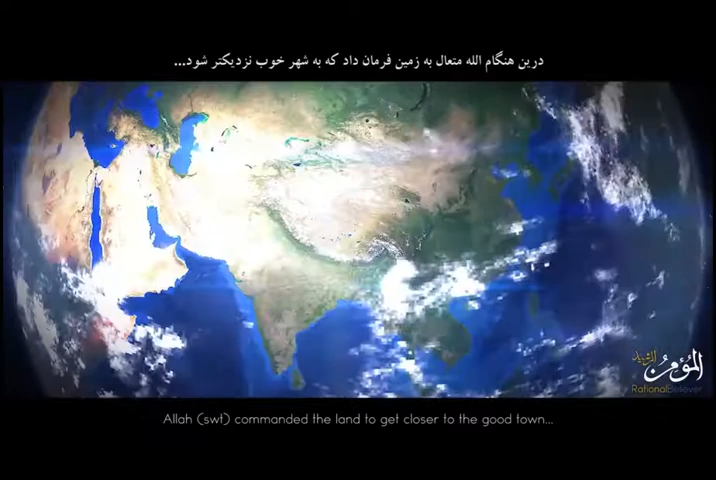 درین هنگام الله متعال به زمین فرمان داد که به شهر خوب نزدیکتر شود...
المؤمن الرشيد
RationalBeliever
Allah (swt) commanded the land to get closer to the good town...